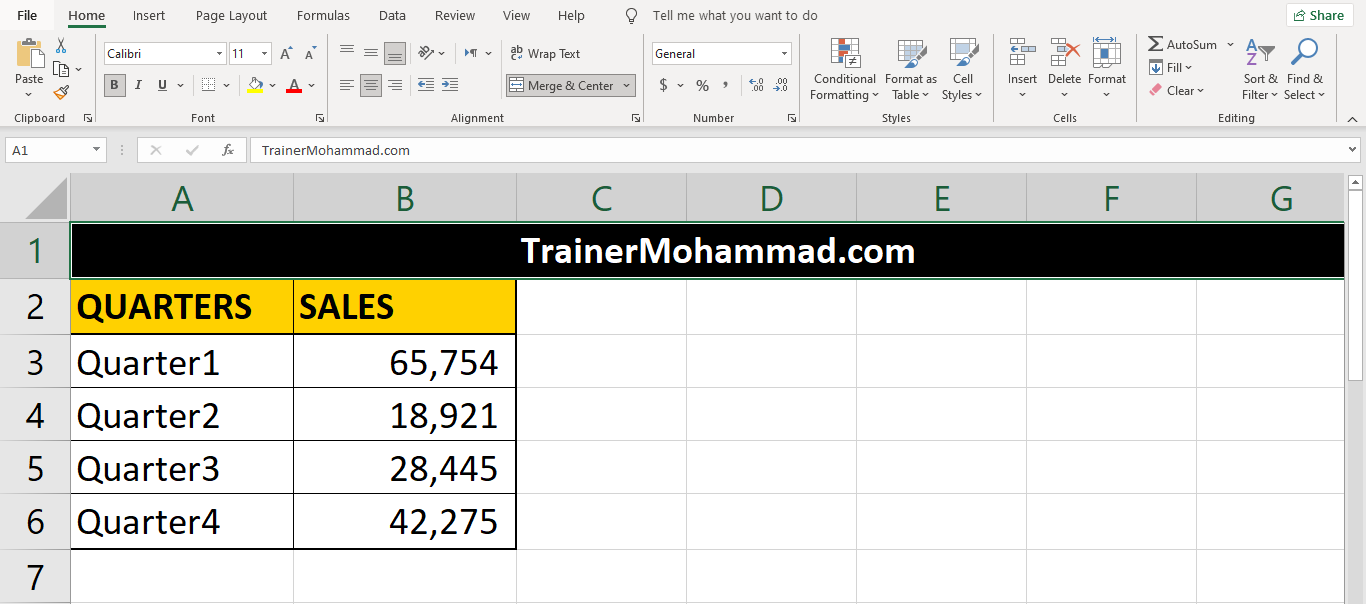 File Home Insert Page Layout Formulas Data Review View Help Tell me what you want to do Share
Calibri 11 A A ab Wrap Text General AutoSum
Fill
Paste B I U A Merge & Center $ % , .00 .00 Conditional Formatting Format as Table Cell Styles Insert Delete Format Clear Sort & Filter Find & Select
Clipboard Font Alignment Number Styles Cells Editing
A1 fx TrainerMohammad.com
A B C D E F G
1 TrainerMohammad.com
2 QUARTERS SALES
3 Quarter1 65,754
4 Quarter2 18,921
5 Quarter3 28,445
6 Quarter4 42,275
7